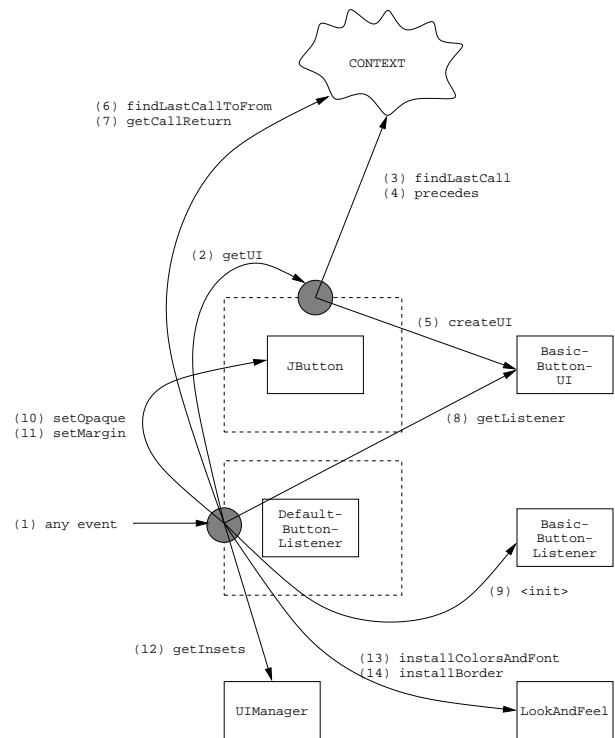 CONTEXT
(6) findLastCallToFrom
(7) getCallReturn
(3) findLastCall
(4) precedes
(2) getUI
(5) createUI
JButton
Basic-
Button-
UI
(10) setOpaque
(11) setMargin
(8) getListener
(1) any event
Default-
Button-
Listener
Basic-
Button-
Listener
(9) <init>
(12) getInsets
(13) installColorsAndFont
(14) installBorder
UIManager
LookAndFeel